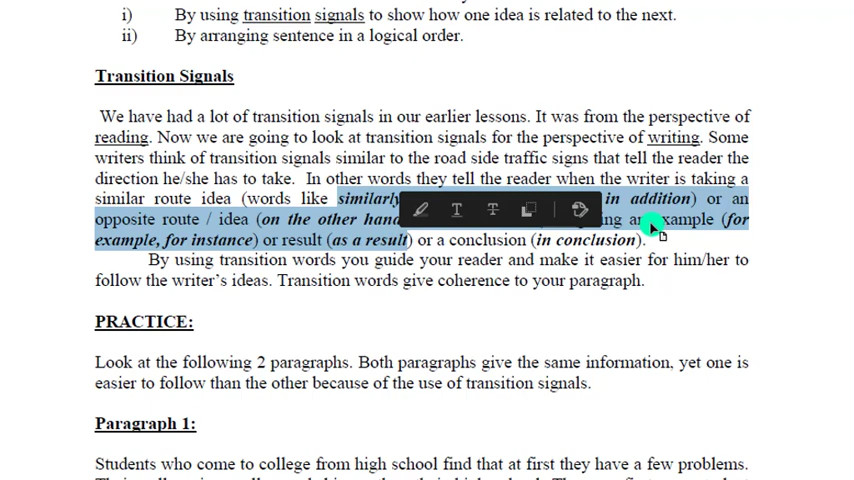 i) By using transition signals to show how one idea is related to the next.
ii) By arranging sentence in a logical order.
Transition Signals
We have had a lot of transition signals in our earlier lessons. It was from the perspective of
reading. Now we are going to look at transition signals for the perspective of writing. Some
writers think of transition signals similar to the road side traffic signs that tell the reader the
direction he/she has to take. In other words they tell the reader when the writer is taking a
similar route idea (words like similarly in addition) or an
opposite route / idea (on the other hand example (for
example, for instance) or result (as a result) or a conclusion (in conclusion).
By using transition words you guide your reader and make it easier for him/her to
follow the writer's ideas. Transition words give coherence to your paragraph.
PRACTICE:
Look at the following 2 paragraphs. Both paragraphs give the same information, yet one is
easier to follow than the other because of the use of transition signals.
Paragraph 1:
Students who come to college from high school find that at first they have a few problems.